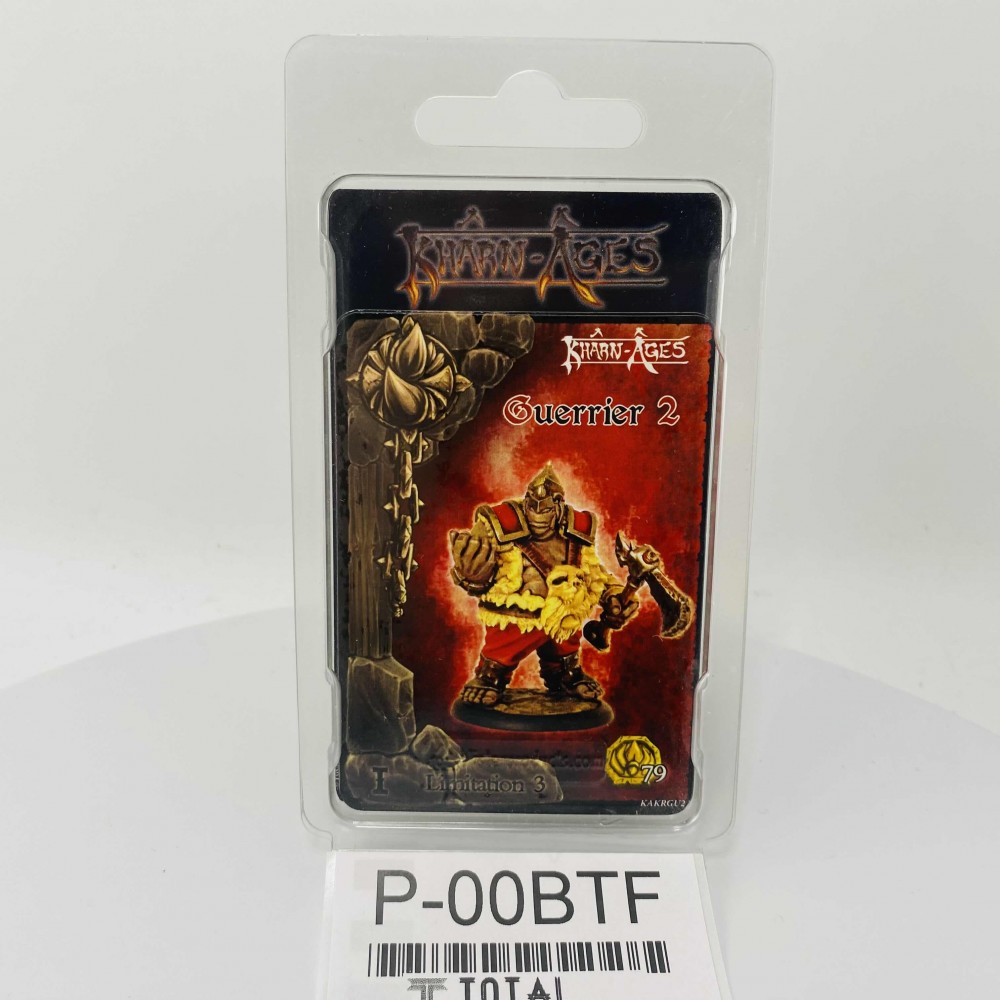 KHÂRN-ÂGES
KHÂRN-ÂGES
Guerrier 2
79
I
Limitation 3
KAKRGU2
P-00BTF
TOTAL